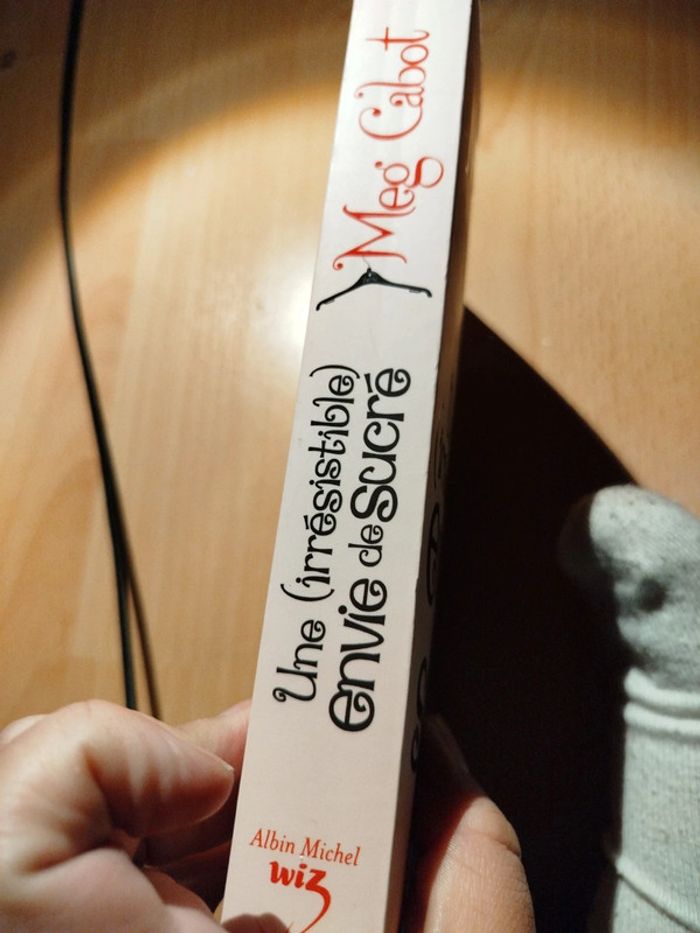 Meg Cabot
Une (irrésistible)
envie de sucré
Albin Michel
wiz